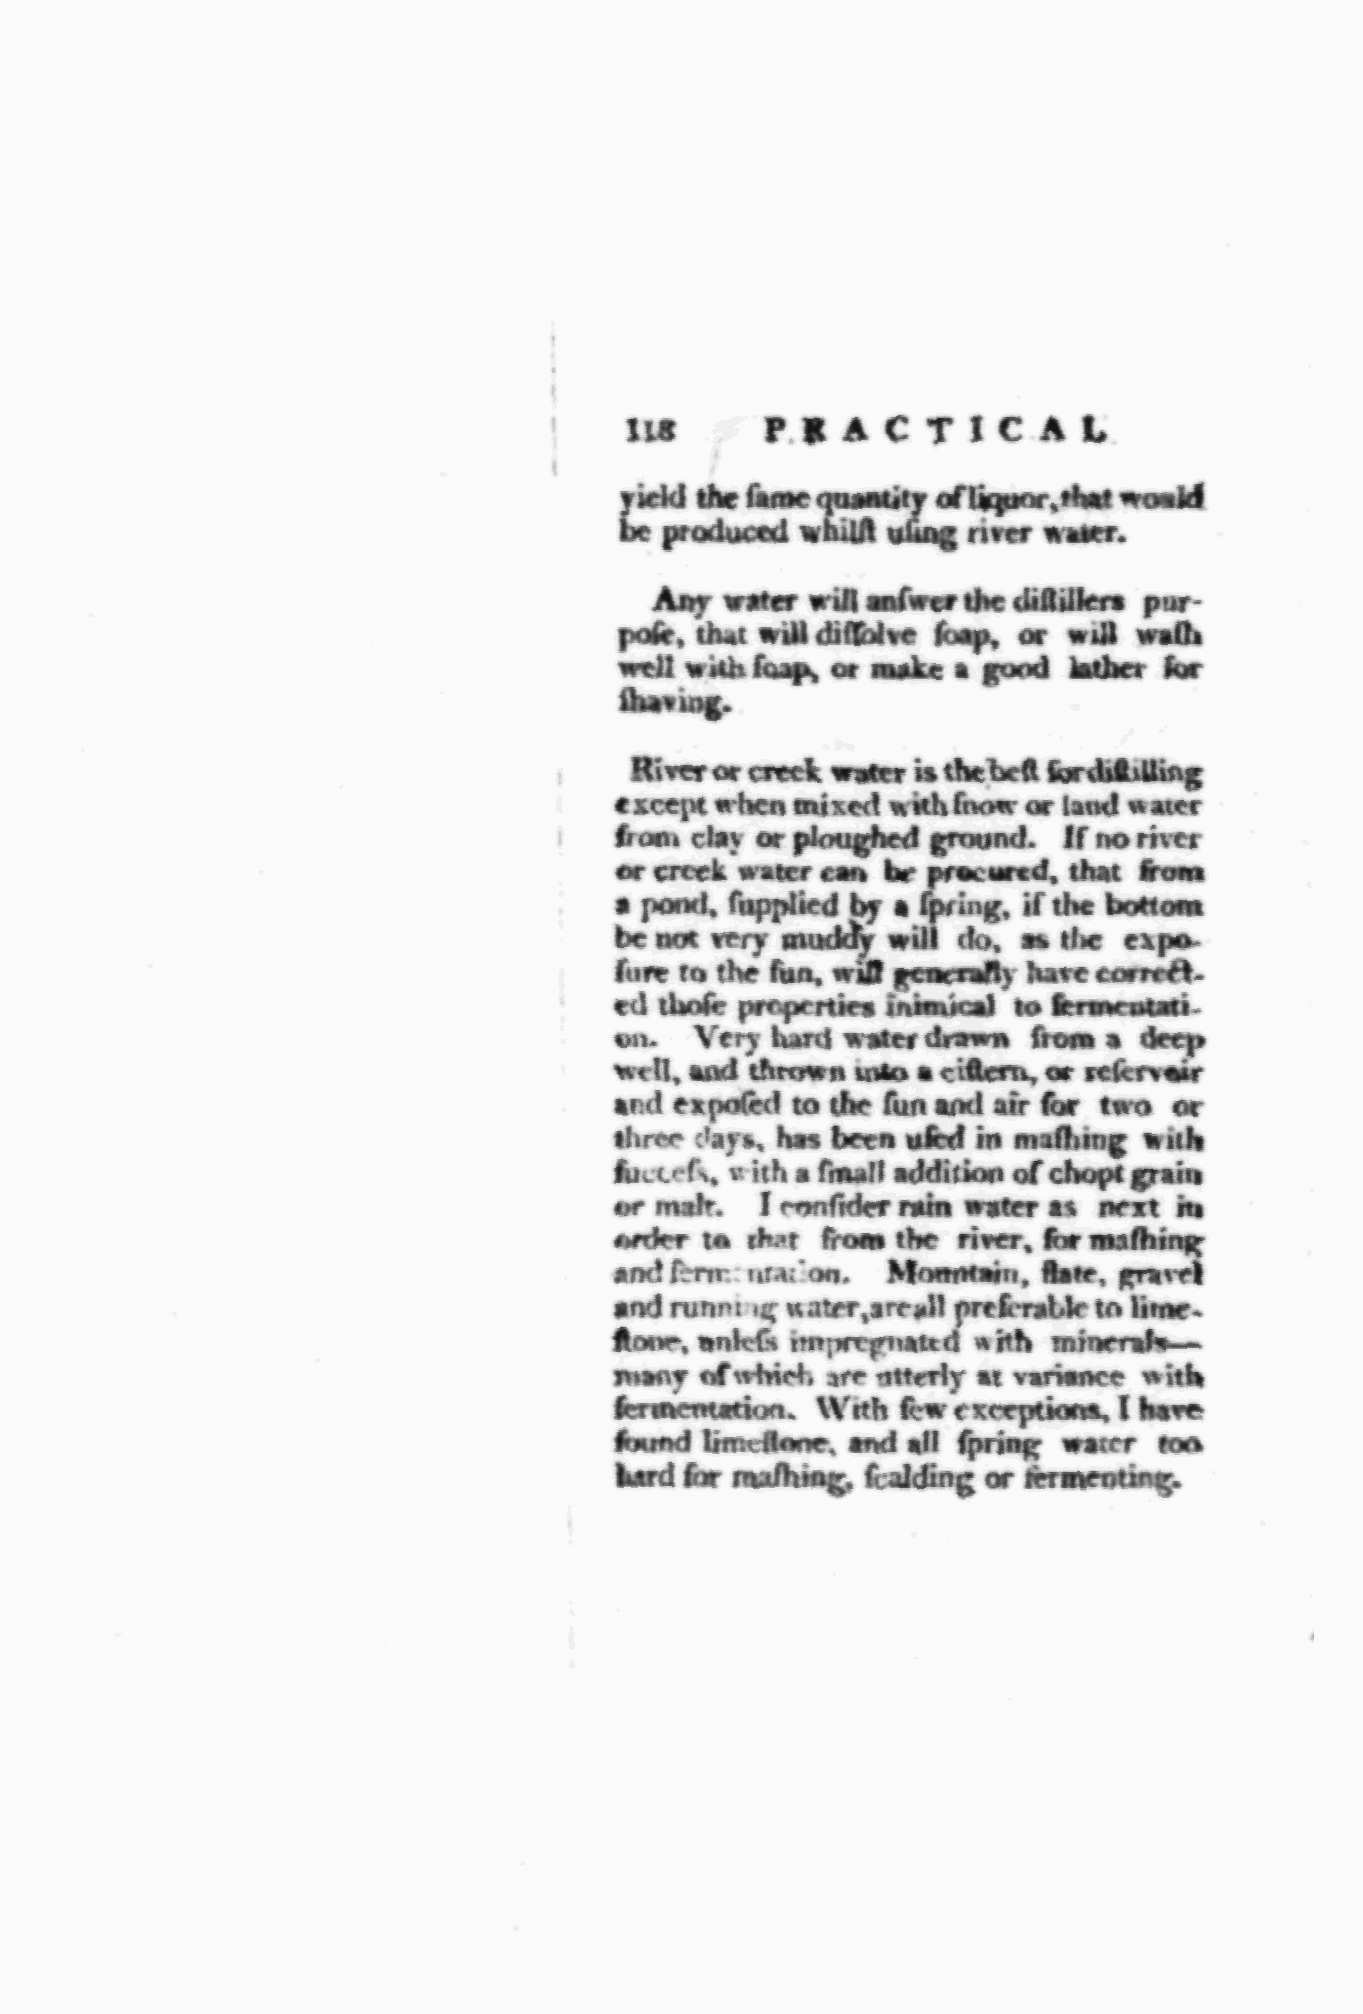 118 PRACTICAL
yield the ſame quantity of liquor, that would
be produced whilſt uſing river water.
Any water will anſwer the diſtillers pur-
poſe, that will diſſolve ſoap, or will waſh
well with ſoap, or make a good lather for
ſhaving.
River or creek water is the beſt for diſtilling
except when mixed with ſnow or land water
from clay or ploughed ground. If no river
or creek water can be procured, that from
a pond, ſupplied by a ſpring, if the bottom
be not very muddy will do, as the expo-
ſure to the ſun, will generally have correct-
ed thoſe properties inimical to fermentati-
on. Very hard water drawn from a deep
well, and thrown into a ciſtern, or reſervoir
and expoſed to the ſun and air for two or
three days, has been uſed in maſhing with
ſucceſs, with a ſmall addition of chopt grain
or malt. I conſider rain water as next in
order to that from the river, for maſhing
and fermentation. Mountain, ſlate, gravel
and running water, are all preferable to lime-
ſtone, unleſs impregnated with minerals—
many of which are utterly at variance with
fermentation. With few exceptions, I have
found limeſtone, and all ſpring water too
hard for maſhing, ſcalding or fermenting.